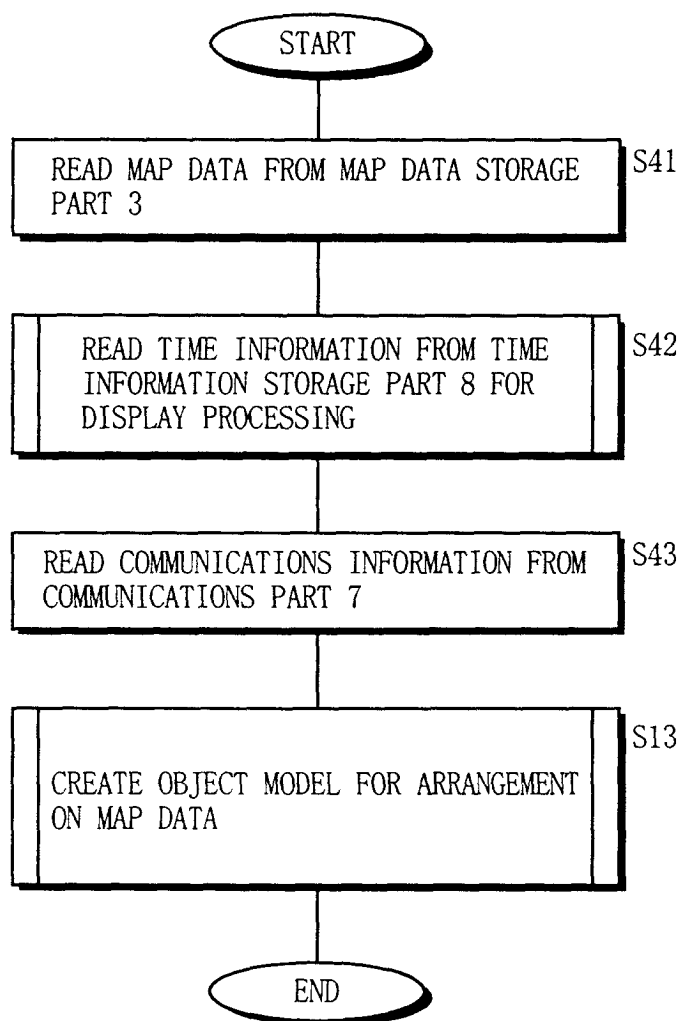 START
READ MAP DATA FROM MAP DATA STORAGE
PART 3
S41
READ TIME INFORMATION FROM TIME
INFORMATION STORAGE PART 8 FOR
DISPLAY PROCESSING
S42
READ COMMUNICATIONS INFORMATION FROM
COMMUNICATIONS PART 7
S43
CREATE OBJECT MODEL FOR ARRANGEMENT
ON MAP DATA
S13
END